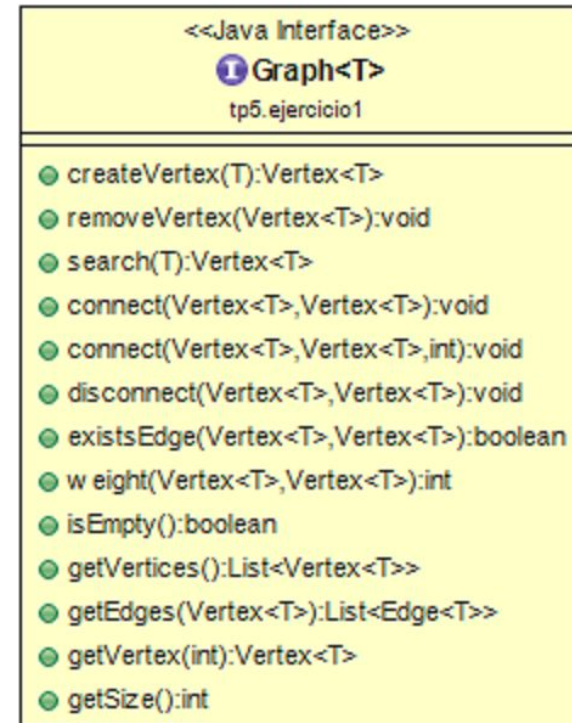 <<Java Interface>>
I Graph<T>
tp5.ejercicio1
createVertex(T):Vertex<T>
removeVertex(Vertex<T>):void
search(T):Vertex<T>
connect(Vertex<T>,Vertex<T>):void
connect(Vertex<T>,Vertex<T>,int):void
disconnect(Vertex<T>,Vertex<T>):void
existsEdge(Vertex<T>,Vertex<T>):boolean
w eight(Vertex<T>,Vertex<T>):int
isEmpty():boolean
getVertices():List<Vertex<T>>
getEdges(Vertex<T>):List<Edge<T>>
getVertex(int):Vertex<T>
getSize():int